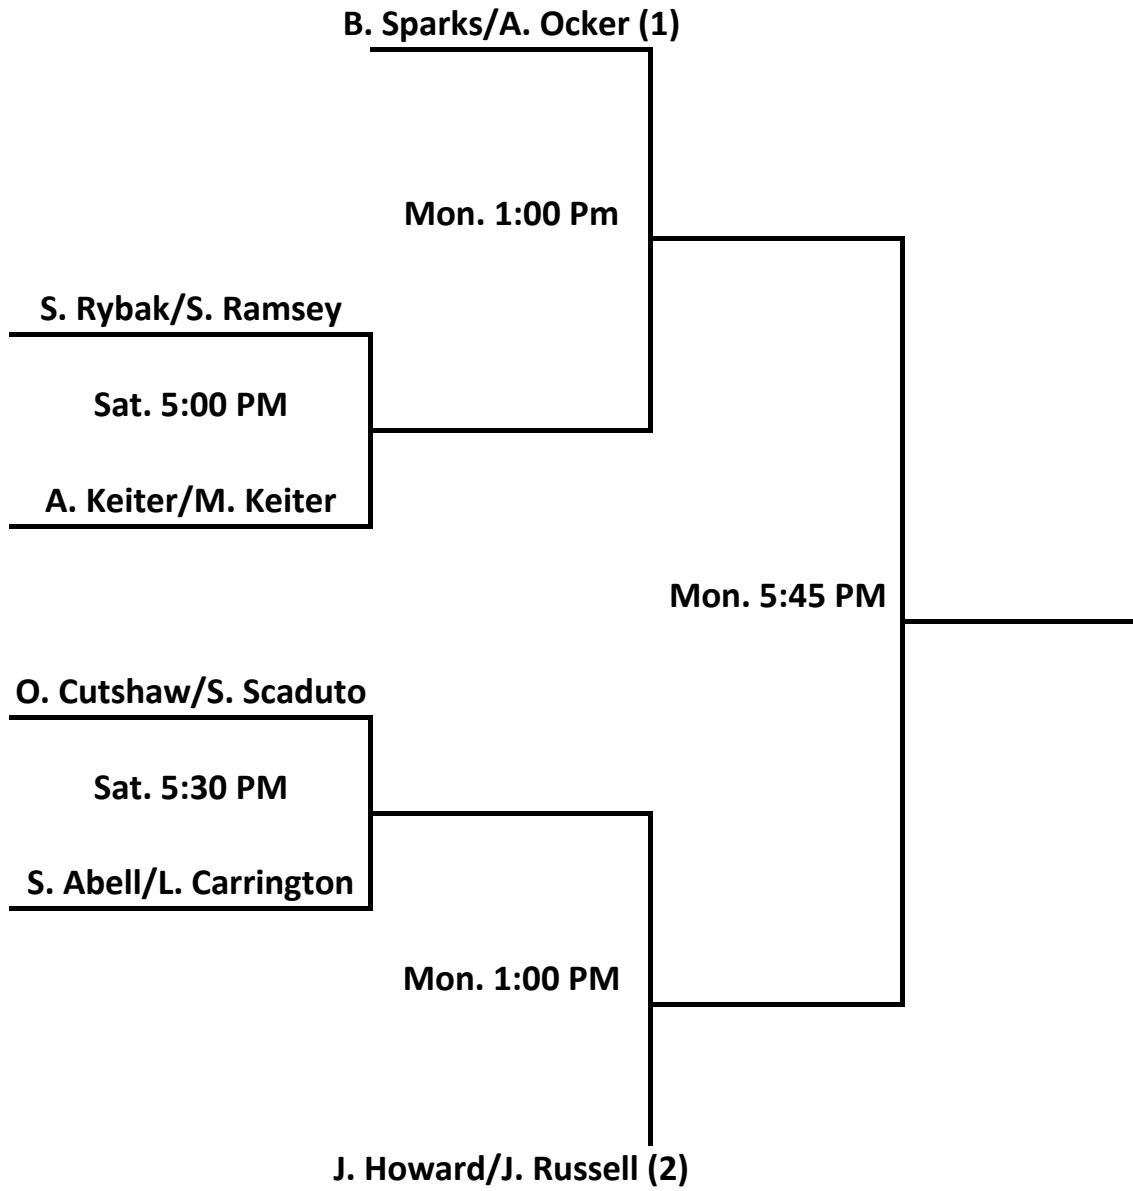 B. Sparks/A. Ocker (1)
Mon. 1:00 Pm
S. Rybak/S. Ramsey
Sat. 5:00 PM
A. Keiter/M. Keiter
Mon. 5:45 PM
O. Cutshaw/S. Scaduto
Sat. 5:30 PM
S. Abell/L. Carrington
Mon. 1:00 PM
J. Howard/J. Russell (2)